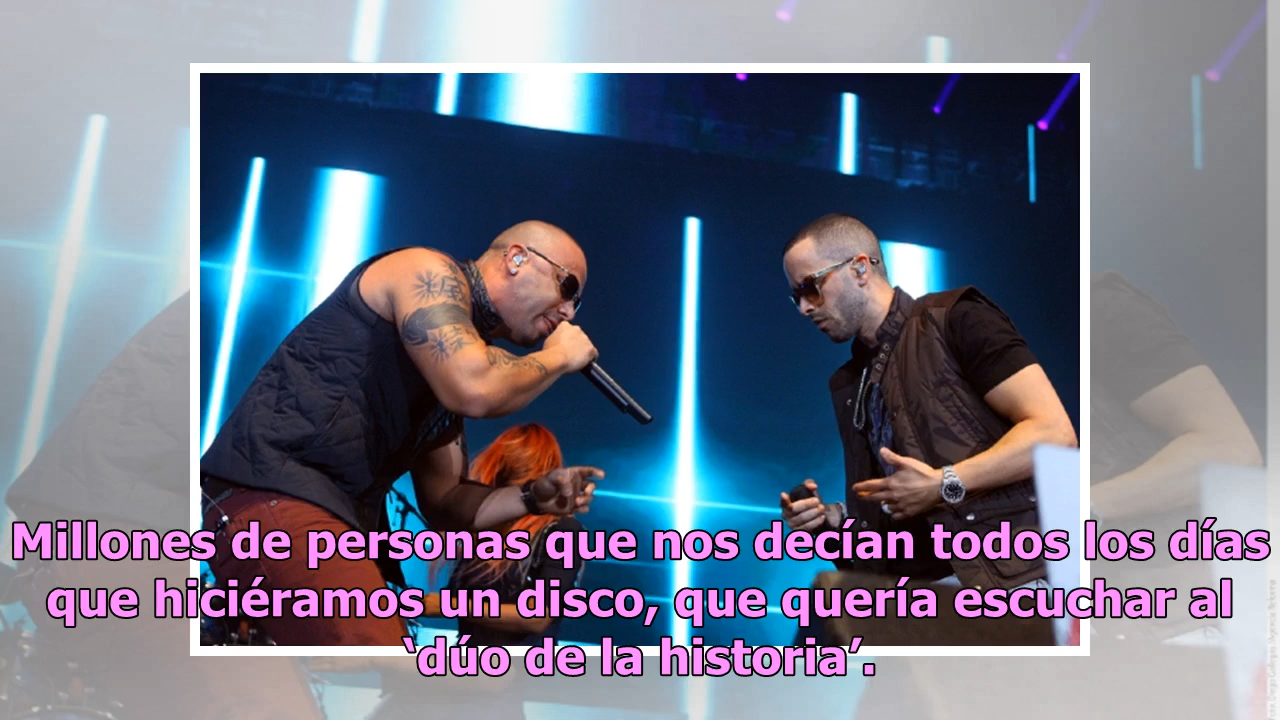 Millones de personas que nos decían todos los días
que hiciéramos un disco, que quería escuchar al
‘dúo de la historia’.